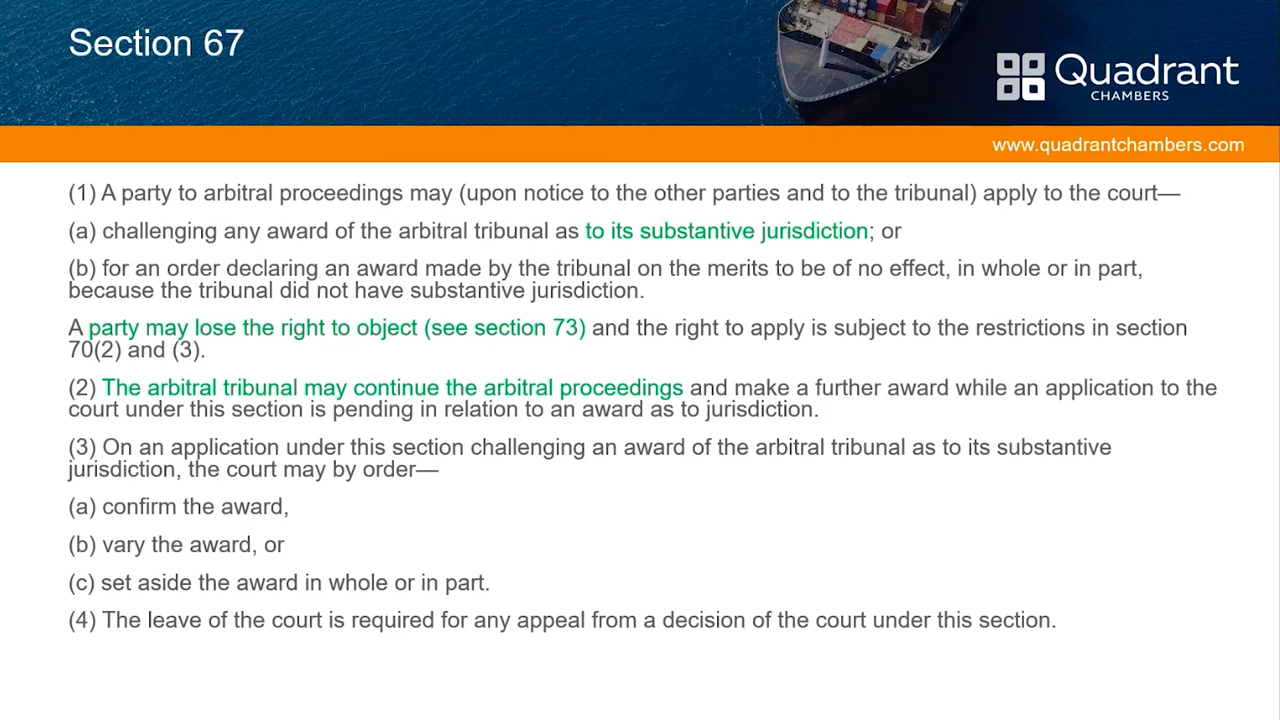 Section 67
Quadrant
CHAMBERS
www.quadrantchambers.com
(1) A party to arbitral proceedings may (upon notice to the other parties and to the tribunal) apply to the court—
(a) challenging any award of the arbitral tribunal as to its substantive jurisdiction; or
(b) for an order declaring an award made by the tribunal on the merits to be of no effect, in whole or in part,
because the tribunal did not have substantive jurisdiction.
A party may lose the right to object (see section 73) and the right to apply is subject to the restrictions in section
70(2) and (3).
(2) The arbitral tribunal may continue the arbitral proceedings and make a further award while an application to the
court under this section is pending in relation to an award as to jurisdiction.
(3) On an application under this section challenging an award of the arbitral tribunal as to its substantive
jurisdiction, the court may by order—
(a) confirm the award,
(b) vary the award, or
(c) set aside the award in whole or in part.
(4) The leave of the court is required for any appeal from a decision of the court under this section.